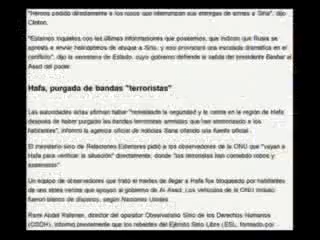 "Hemos pedido directamente a los rusos que interrumpan sus entregas de armas a Siria", dijo
Clinton.
"Estamos inquietos con las últimas informaciones que poseemos, que indican que Rusia se
apresta a enviar helicópteros de ataque a Siria, y eso provocará una escalada dramática en el
conflicto", dijo la secretaria de Estado, cuyo gobierno defiende la salida del presidente Bashar al
Asad del poder.
Hafa, purgado de bandas "terroristas"
Las autoridades sirias afirman haber "restablecido la seguridad y la calma en la región de Hafa
después de haber purgado las bandas terroristas armadas que han atemorizado a los
habitantes", informó la agencia oficial de noticias Sana citando una fuente oficial.
El ministerio sirio de Relaciones Exteriores pidió a los observadores de la ONU que "vayan a
Hafa para verificar la situación" directamente, donde "los terroristas han cometido robos y
asesinatos"
Un equipo de observadores que trató el martes de llegar a Hafa fue bloqueado por habitantes
de una aldea vecina que apoyan al gobierno de Al Asad. Los vehículos de la ONU incluso
fueron blanco de disparos, según Naciones Unidas.
Rami Abdel Rahman, director del opositor Observatorio Sirio de los Derechos Humanos
(OSDH), informó previamente que los rebeldes del Ejército Sirio Libre (ESL), formado por